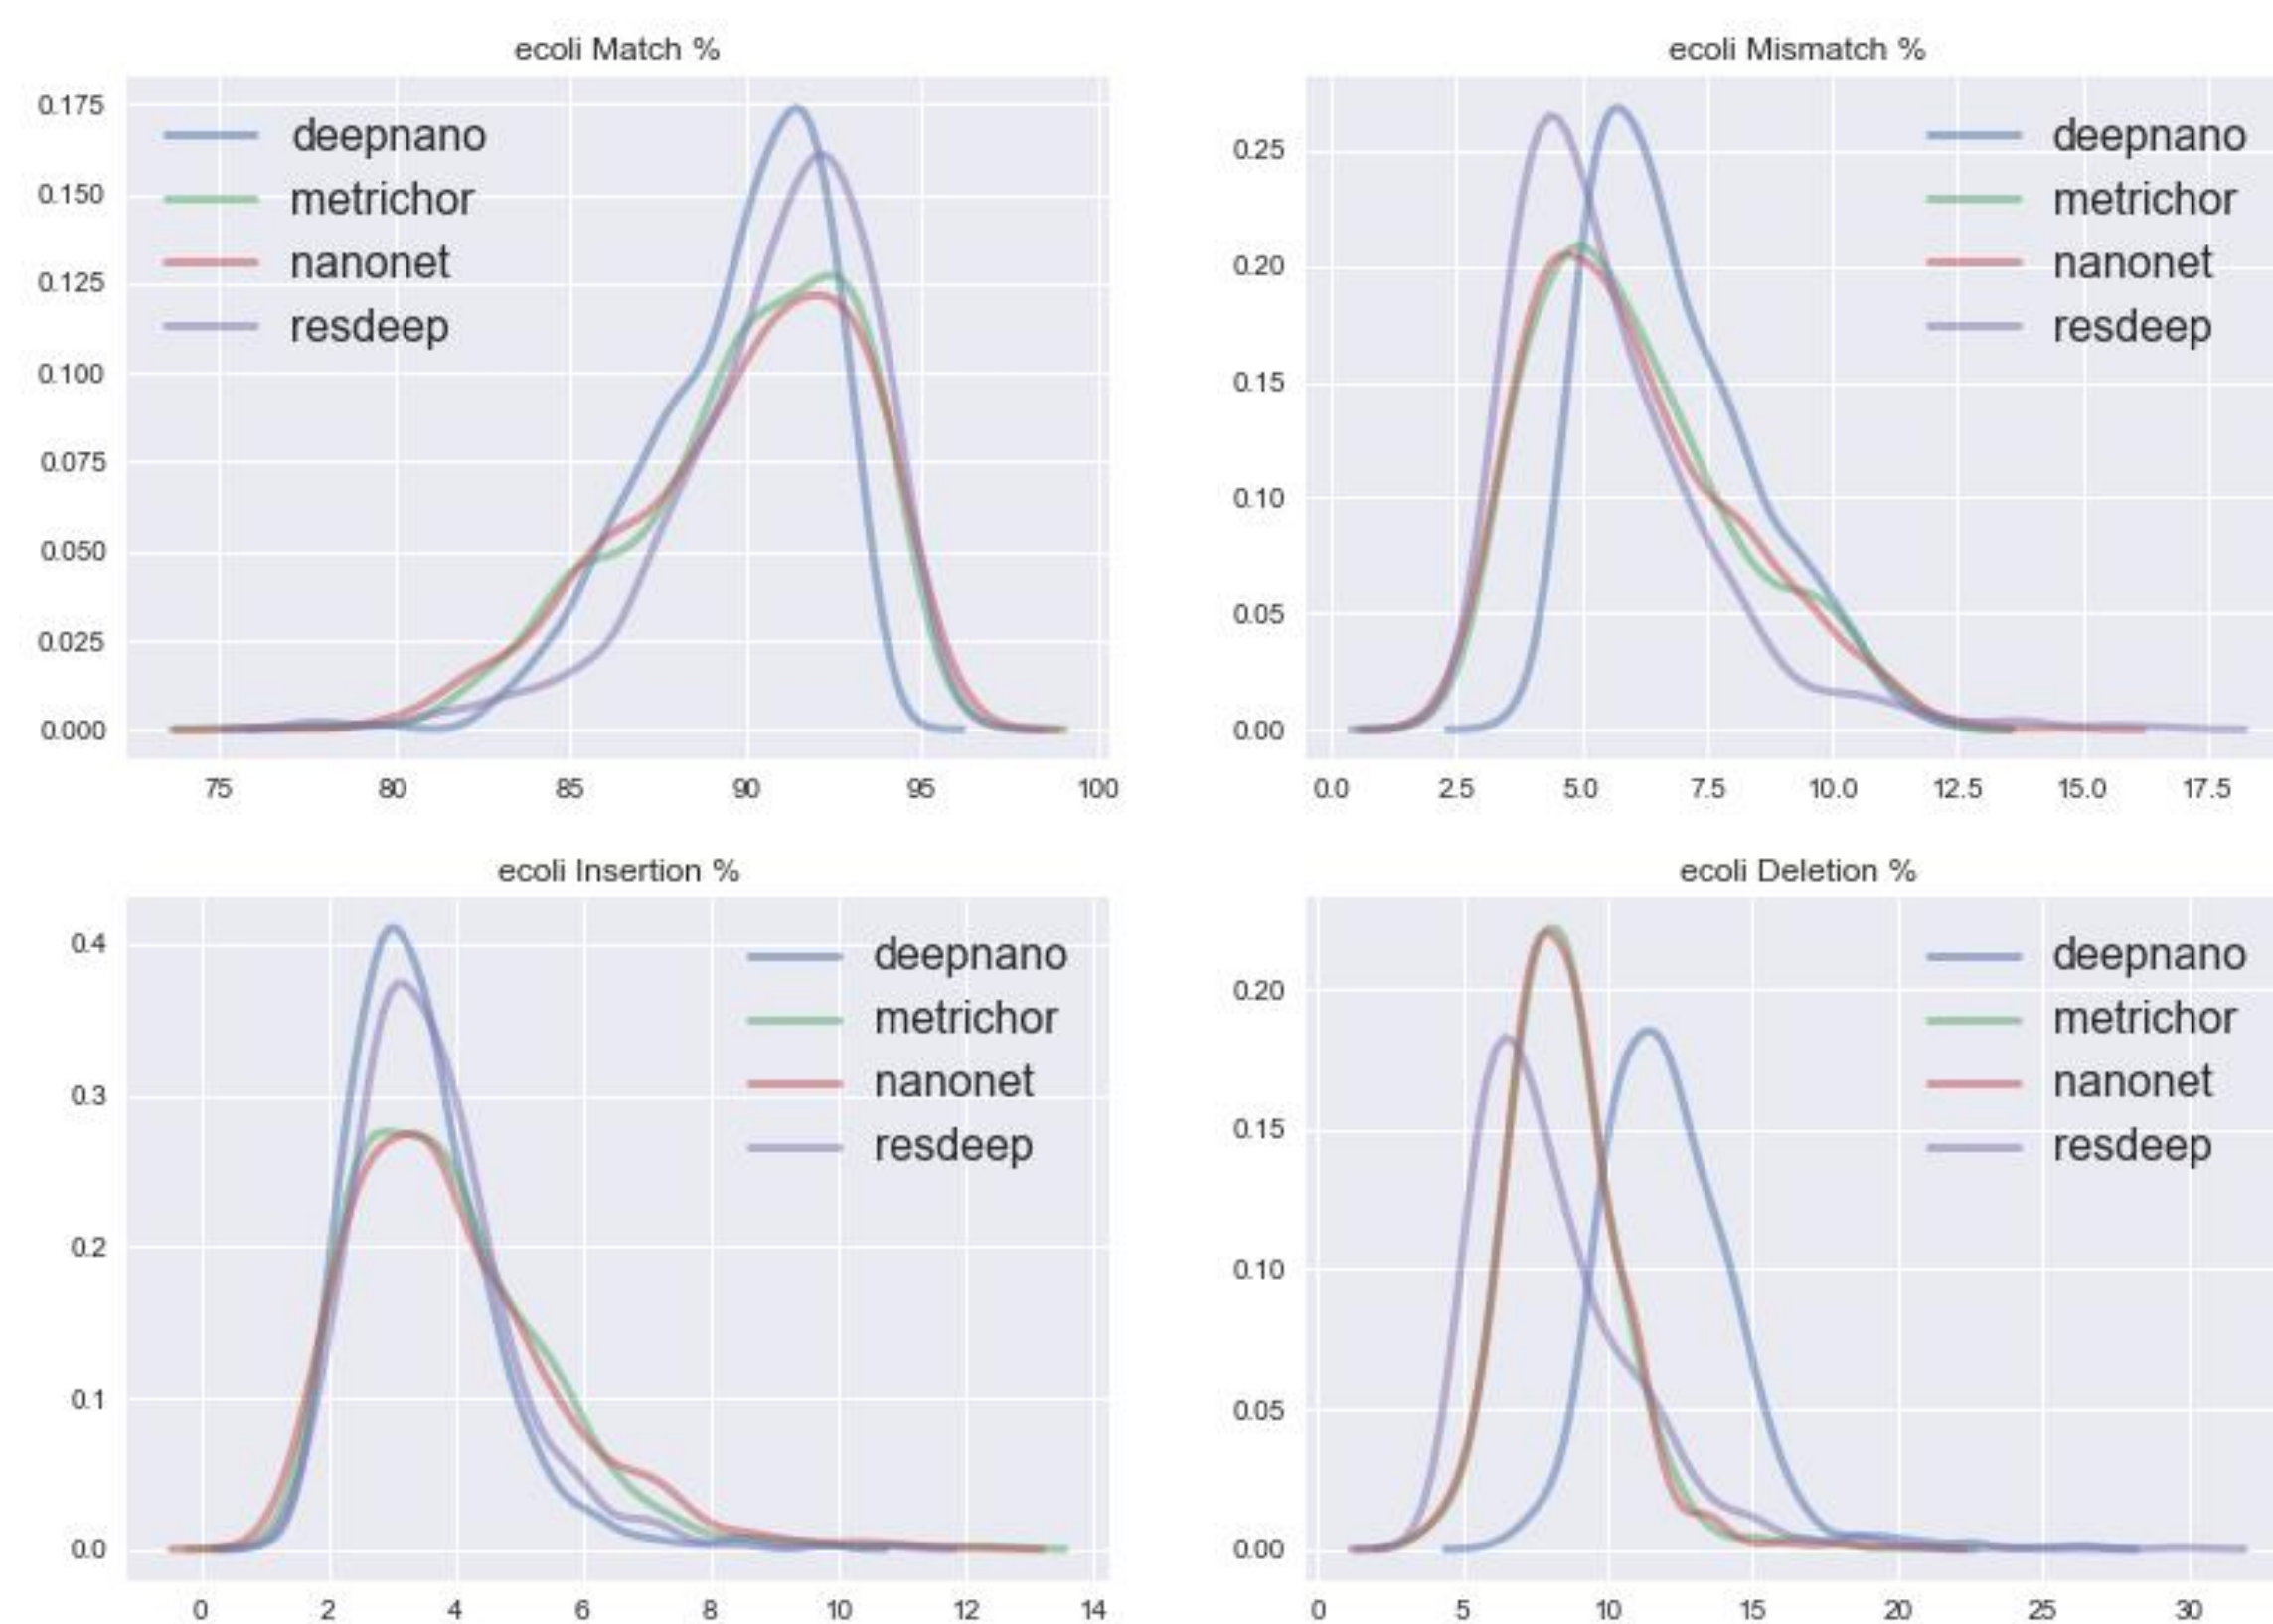 ecoli Match %
0.175
0.150
0.125
0.100
0.075
0.050
0.025
0.000
deepnano
metrichor
nanonet
resdeep
75 80 85 90 95 100
ecoli Mismatch %
0.25
0.20
0.15
0.10
0.05
0.00
deepnano
metrichor
nanonet
resdeep
0.0 2.5 5.0 7.5 10.0 12.5 15.0 17.5
ecoli Insertion %
0.4
0.3
0.2
0.1
0.0
deepnano
metrichor
nanonet
resdeep
0 2 4 6 8 10 12 14
ecoli Deletion %
0.20
0.15
0.10
0.05
0.00
deepnano
metrichor
nanonet
resdeep
0 5 10 15 20 25 30